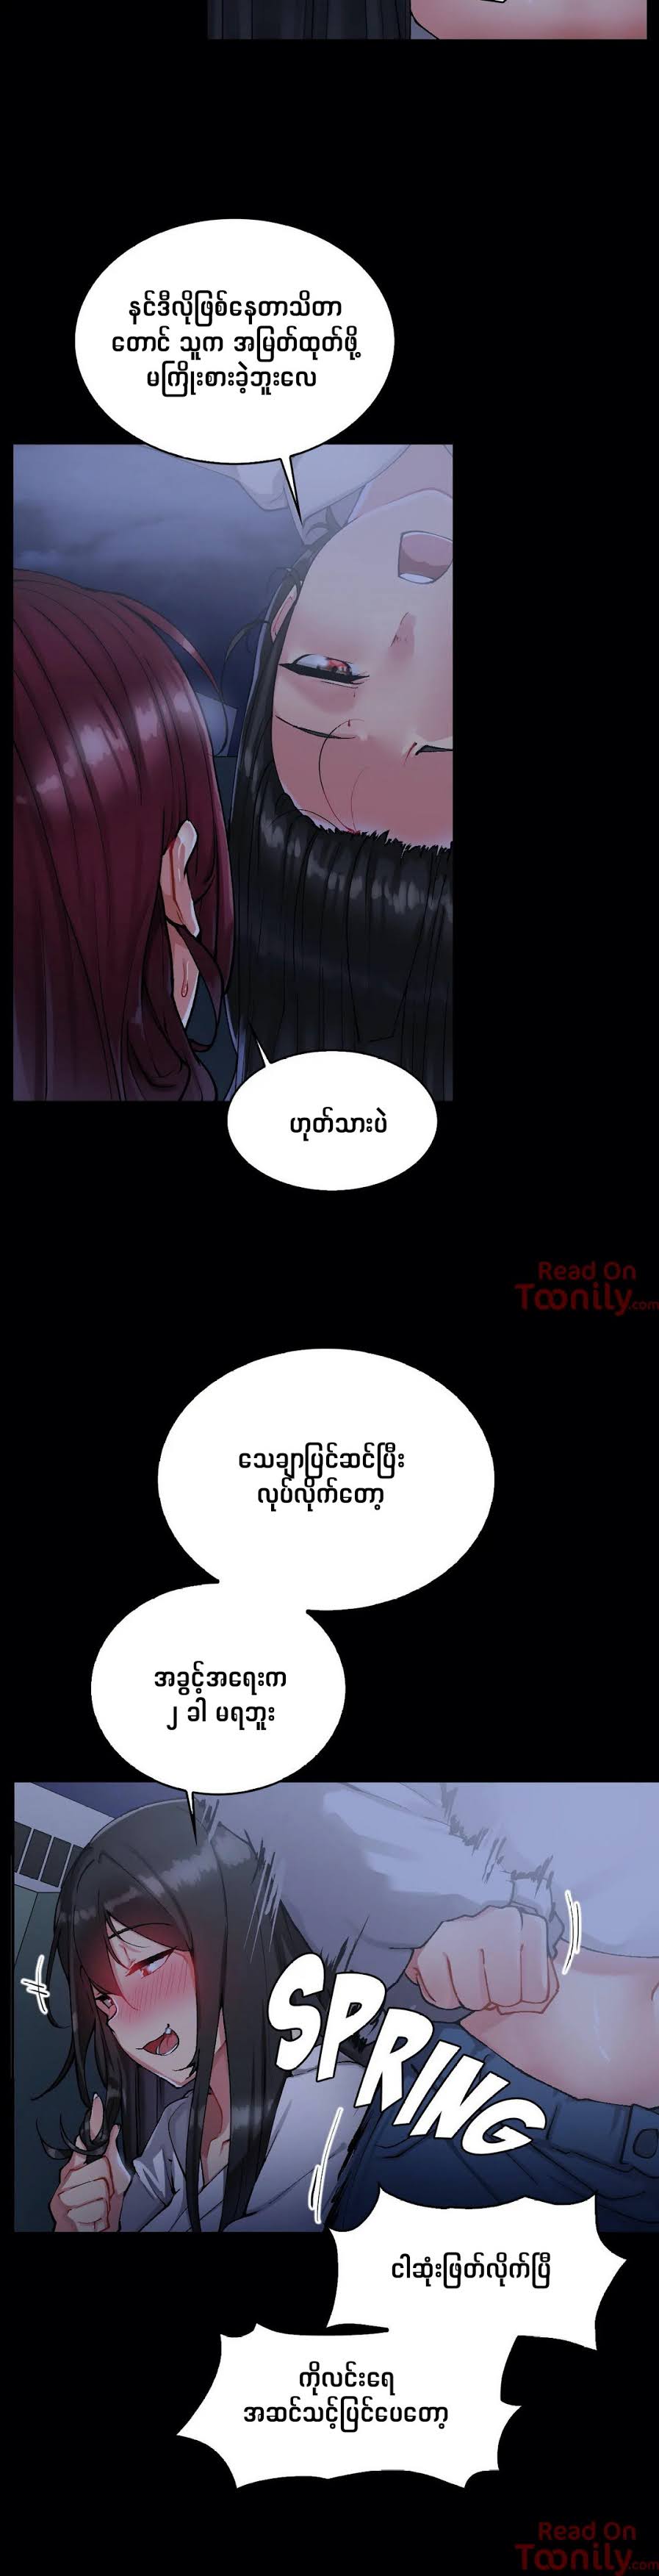 နင်ဒီလိုဖြစ်နေတာသိတာ
တောင် သူက အမြတ်ထုတ်ဖို့
မကြိုးစားခဲ့ဘူးလေ
ဟုတ်သားပဲ
Read On
Toonily.com
သေချာပြင်ဆင်ပြီး
လုပ်လိုက်တော့
အခွင့်အရေးက
၂ ခါ မရဘူး
SPRING
ငါဆုံးဖြတ်လိုက်ပြီ
ကိုလင်းရေ
အဆင်သင့်ပြင်ပေတော့
Read On
Toonily.com